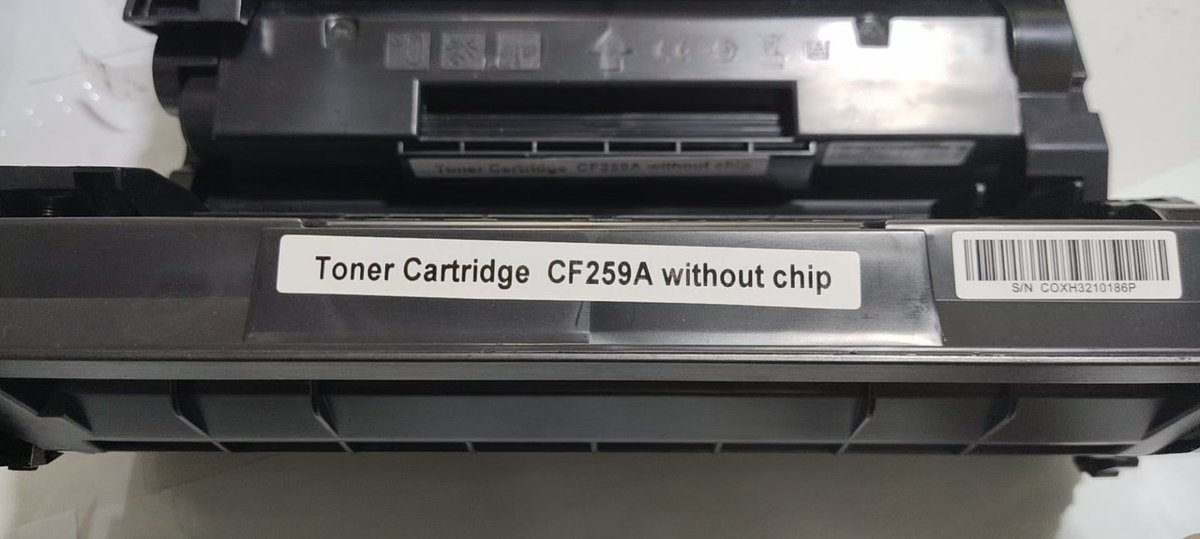 Toner Cartridge CF259A without chip
Toner Cartridge CF259A without chip
S/N COXH3210186P